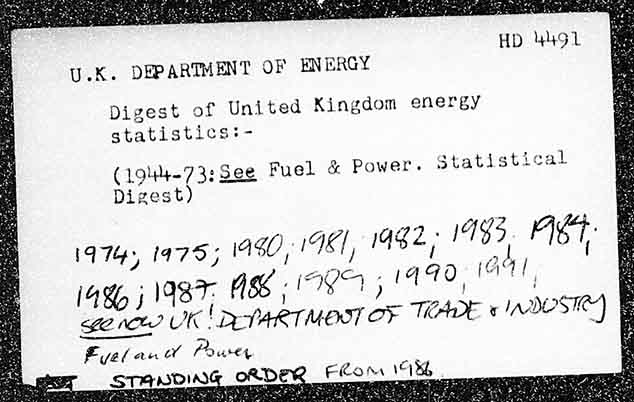 HD 4491
U.K. DEPARTMENT OF ENERGY
Digest of United Kingdom energy
statistics:-
(1944-73: See Fuel & Power. Statistical
Digest)
1974; 1975; 1980, 1981, 1982; 1983. 1984;
1986; 1987. 1988; 1989; 1990, 1991,
see now UK! DEPARTMENT OF TRADE & INDUSTRY
Fuel and Power
STANDING ORDER FROM 1986.